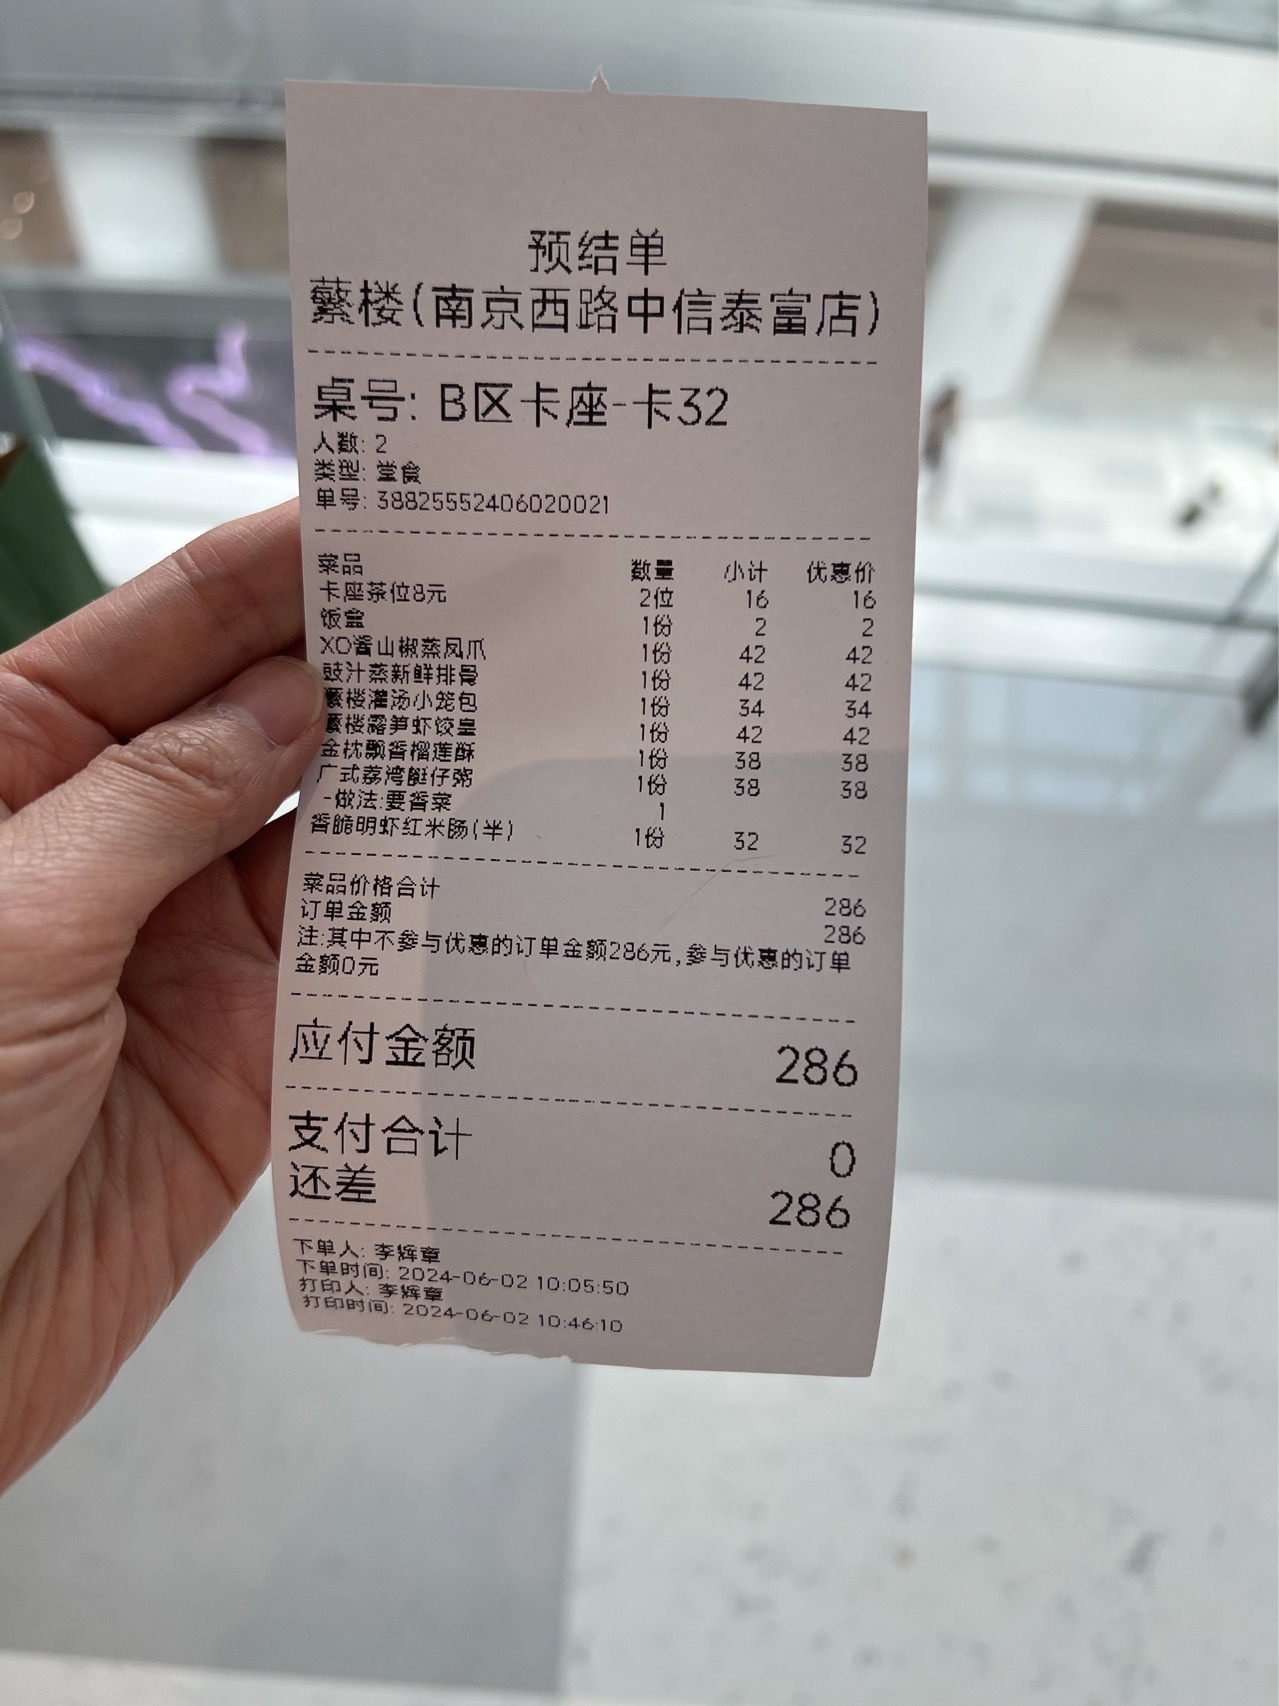 预结单
蘩楼(南京西路中信泰富店)
桌号: B区卡座-卡32
人数: 2
类型: 堂食
单号: 38825552406020021
菜品 数量 小计 优惠价
卡座茶位8元 2位 16 16
饭盒 1份 2 2
XO酱山椒蒸凤爪 1份 42 42
豉汁蒸新鲜排骨 1份 42 42
蘩楼灌汤小笼包 1份 34 34
蘩楼露笋虾饺皇 1份 42 42
金枕飘香榴莲酥 1份 38 38
广式荔湾艇仔粥 1份 38 38
-做法:要香菜 1
香脆明虾红米肠(半) 1份 32 32
菜品价格合计 286
订单金额 286
注:其中不参与优惠的订单金额286元,参与优惠的订单
金额0元
应付金额 286
支付合计 0
还差 286
下单人: 李辉章
下单时间: 2024-06-02 10:05:50
打印人: 李辉章
打印时间: 2024-06-02 10:46:10